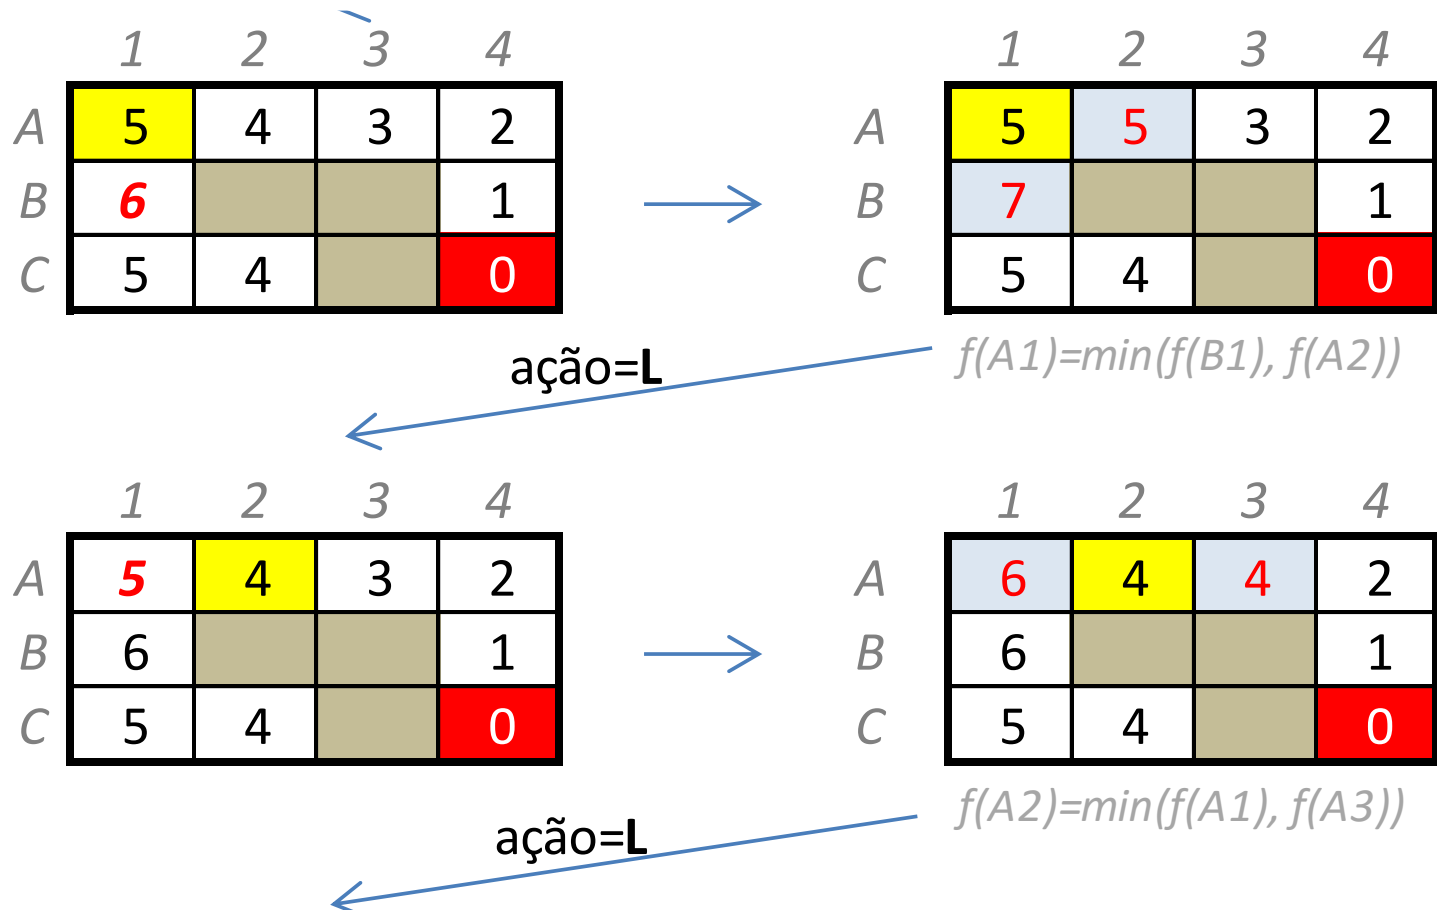 1 2 3 4 1 2 3 4
A 5 4 3 2 A 5 5 3 2
B 6 1 B 7 1
C 5 4 0 C 5 4 0
f(A1)=min(f(B1), f(A2))
ação=L
1 2 3 4 1 2 3 4
A 5 4 3 2 A 6 4 4 2
B 6 1 B 6 1
C 5 4 0 C 5 4 0
f(A2)=min(f(A1), f(A3))
ação=L